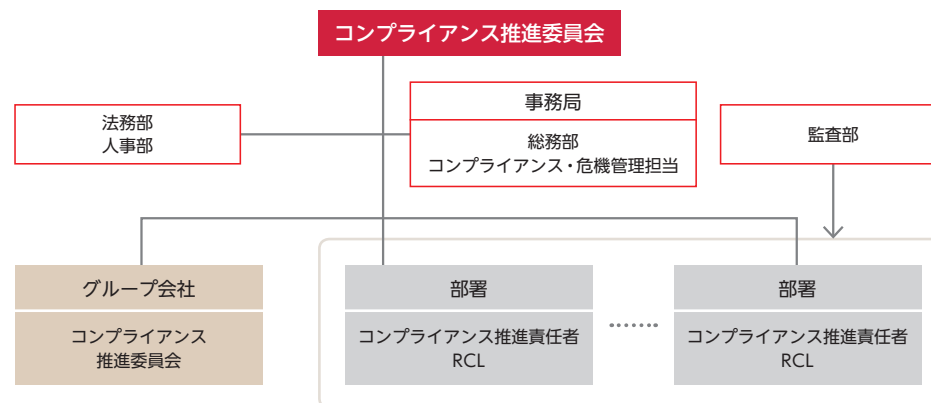 コンプライアンス推進委員会
法務部
人事部
事務局
総務部
コンプライアンス・危機管理担当
監査部
グループ会社
コンプライアンス
推進委員会
部署
コンプライアンス推進責任者
RCL
部署
コンプライアンス推進責任者
RCL